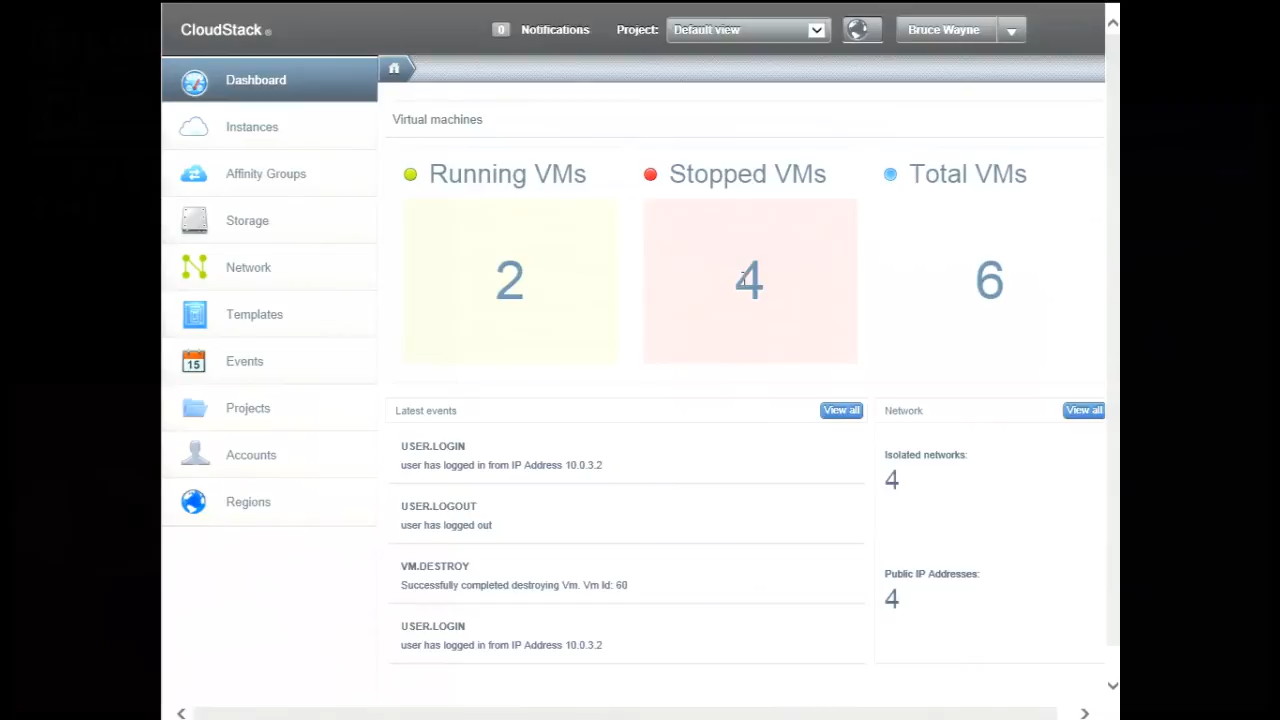 CloudStack
0 Notifications Project: Default view Bruce Wayne
Dashboard
Instances
Affinity Groups
Storage
Network
Templates
15 Events
Projects
Accounts
Regions
Virtual machines
Running VMs
2
Stopped VMs
4
Total VMs
6
Latest events View all
USER.LOGIN
user has logged in from IP Address 10.0.3.2
USER.LOGOUT
user has logged out
VM.DESTROY
Successfully completed destroying Vm. Vm Id: 60
USER.LOGIN
user has logged in from IP Address 10.0.3.2
Network View all
Isolated networks:
4
Public IP Addresses:
4